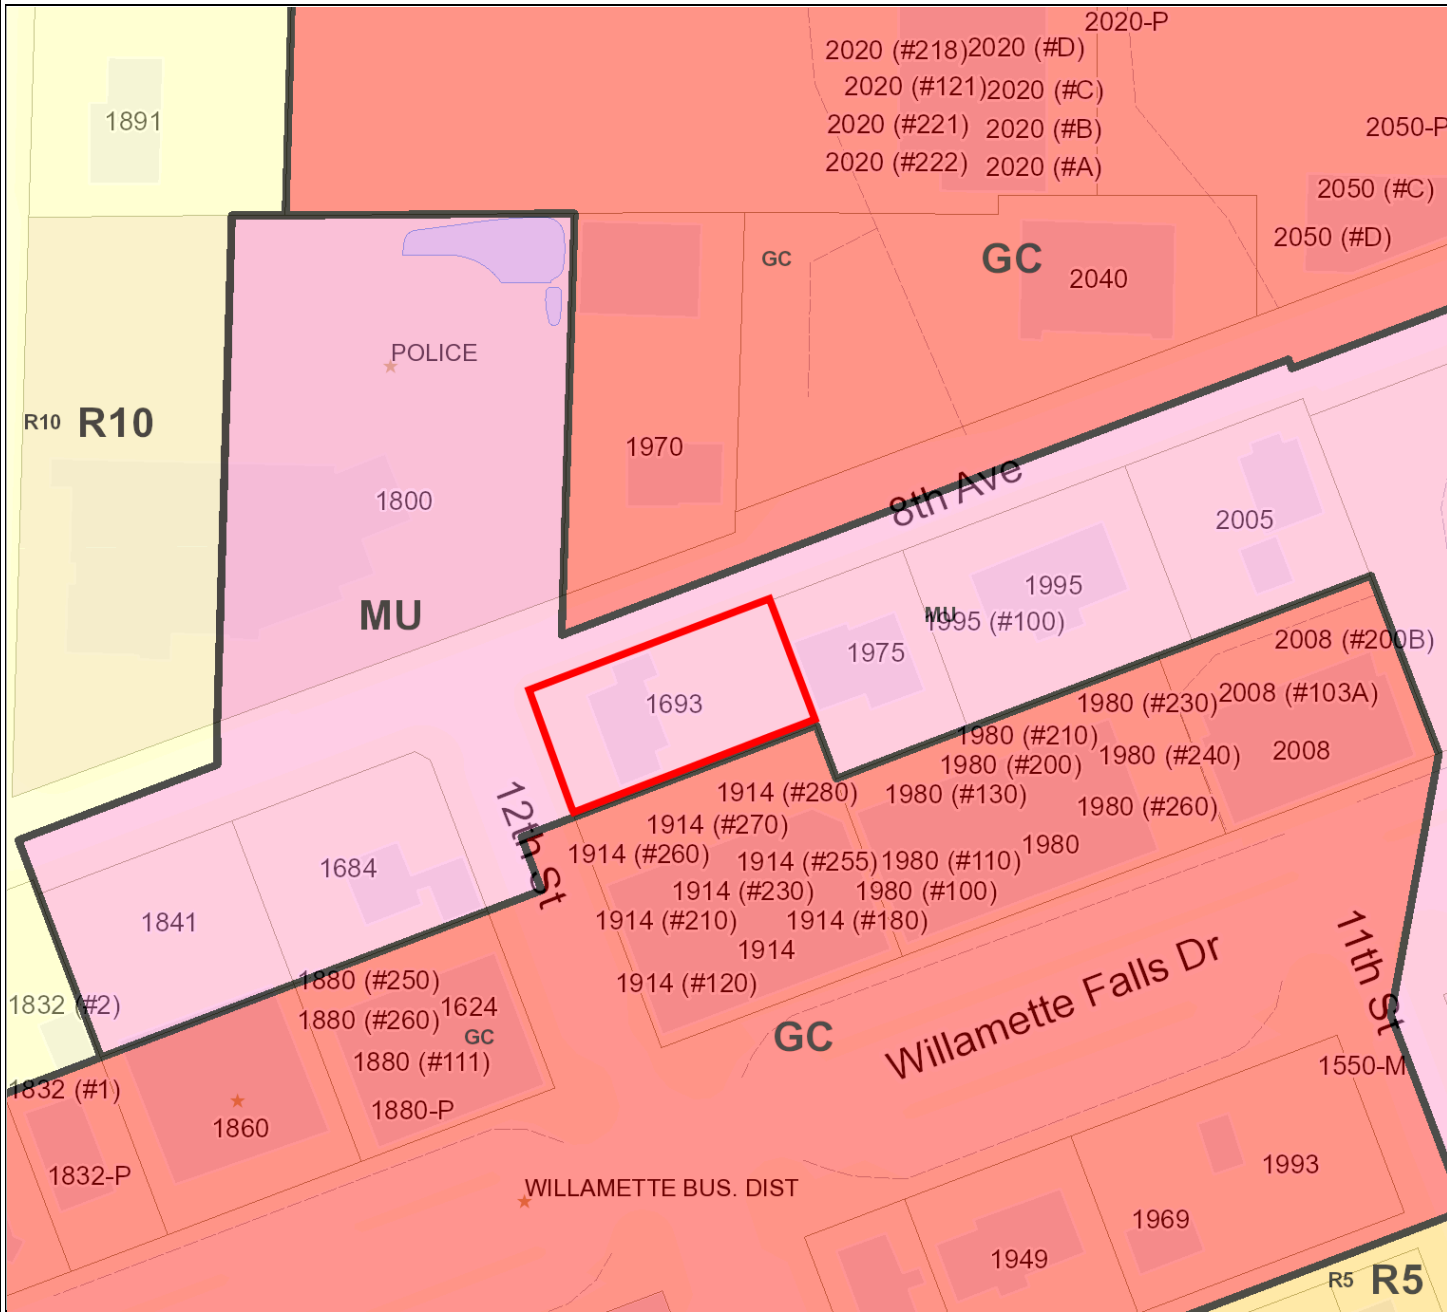 2020-P
2020 (#218)
2020 (#D)
2020 (#121)
2020 (#C)
1891
2020 (#221)
2020 (#B)
2050-P
2020 (#222)
2020 (#A)
2050 (#C)
2050 (#D)
GC
GC
2040
POLICE
R10
R10
1970
8th Ave
1800
2005
MU
1995
MU
1995 (#100)
2008 (#200B)
1975
1693
1980 (#230)
2008 (#103A)
1980 (#210)
1980 (#240)
2008
1980 (#200)
1914 (#280)
1980 (#130)
1980 (#260)
12th St
1914 (#270)
1914 (#260)
1914 (#255)
1980 (#110)
1980
1684
1914 (#230)
1980 (#100)
1841
1914 (#210)
1914 (#180)
1914
1914 (#120)
11th St
Willamette Falls Dr
1880 (#250)
1832 (#2)
1624
1880 (#260)
GC
GC
1880 (#111)
1550-M
1832 (#1)
1880-P
1860
1832-P
1993
WILLAMETTE BUS. DIST
1969
1949
R5
R5